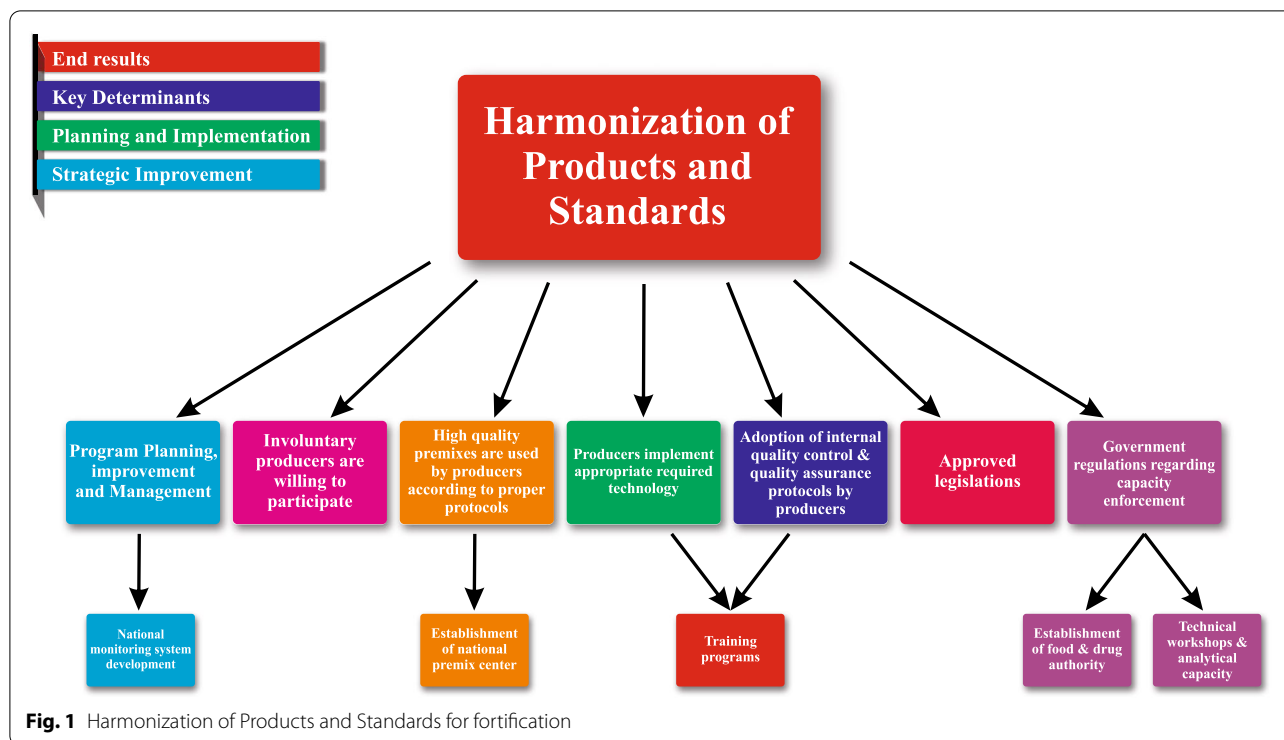 End results
Key Determinants
Planning and Implementation
Strategic Improvement
Harmonization of
Products and
Standards
Program Planning,
improvement
and Management
Involuntary
producers are
willing to
participate
High quality
premixes are used
by producers
according to proper
protocols
Producers implement
appropriate required
technology
Adoption of internal
quality control &
quality assurance
protocols by
producers
Approved
legislations
Government
regulations regarding
capacity
enforcement
National
monitoring system
development
Establishment
of national
premix center
Training
programs
Establishment
of food & drug
authority
Technical
workshops &
analytical
capacity
Fig. 1 Harmonization of Products and Standards for fortification